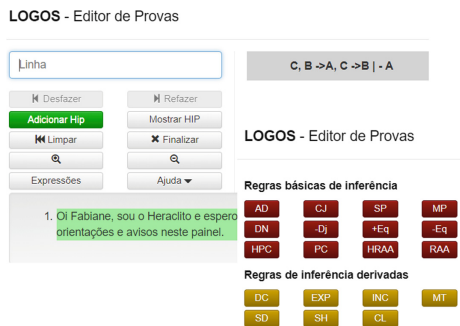 LOGOS - Editor de Provas
Linha
C, B ->A, C ->B | - A
Desfazer Refazer
Adicionar Hip Mostrar HIP
Limpar Finalizar
Expressões Ajuda
1. Oi Fabiane, sou o Heraclito e espero
orientações e avisos neste painel.
LOGOS - Editor de Provas
Regras básicas de inferência
AD CJ SP MP
DN -Dj +Eq -Eq
HPC PC HRAA RAA
Regras de inferência derivadas
DC EXP INC MT
SD SH CL